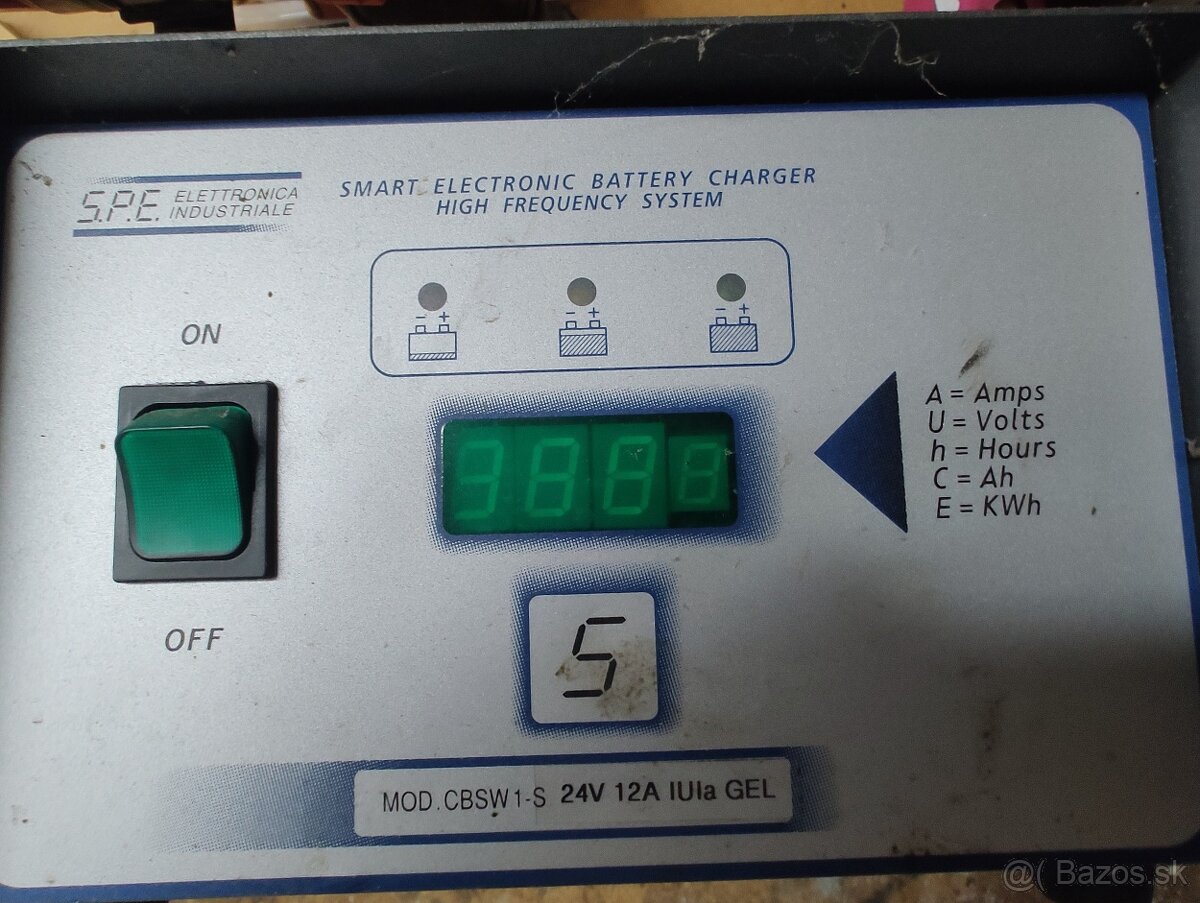 S.P.E. ELETTRONICA
INDUSTRIALE
SMART ELECTRONIC BATTERY CHARGER
HIGH FREQUENCY SYSTEM
- +
- +
- +
ON
OFF
A = Amps
U = Volts
h = Hours
C = Ah
E = KWh
S
MOD. CBSW1-S 24V 12A IUIa GEL
@( Bazos.sk